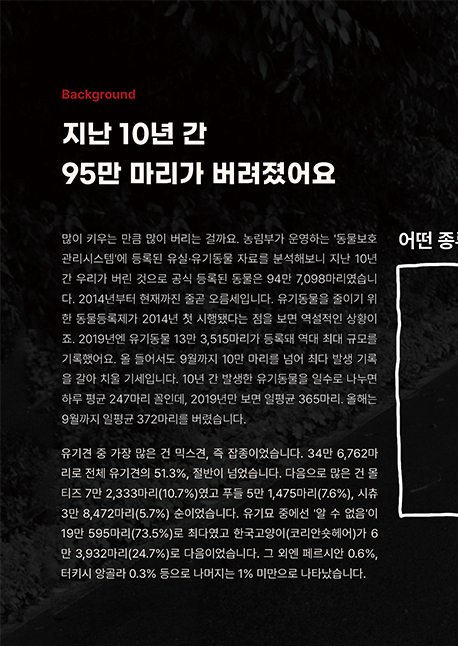 Background
지난 10년 간
95만 마리가 버려졌어요
많이 키우는 만큼 많이 버리는 걸까요. 농림부가 운영하는 '동물보호
관리시스템'에 등록된 유실·유기동물 자료를 분석해보니 지난 10년
간 우리가 버린 것으로 공식 등록된 동물은 94만 7,098마리였습니
다. 2014년부터 현재까진 줄곧 오름세입니다. 유기동물을 줄이기 위
한 동물등록제가 2014년 첫 시행됐다는 점을 보면 역설적인 상황이
죠. 2019년엔 유기동물 13만 3,515마리가 등록돼 역대 최대 규모를
기록했어요. 올 들어서도 9월까지 10만 마리를 넘어 최다 발생 기록
을 갈아 치울 기세입니다. 10년 간 발생한 유기동물을 일수로 나누면
하루 평균 247마리 꼴인데, 2019년만 보면 일평균 365마리. 올해는
9월까지 일평균 372마리를 버렸습니다.
유기견 중 가장 많은 건 믹스견, 즉 잡종이었습니다. 34만 6,762마
리로 전체 유기견의 51.3%, 절반이 넘었습니다. 다음으로 많은 건 몰
티즈 7만 2,333마리(10.7%)였고 푸들 5만 1,475마리(7.6%), 시츄
3만 8,472마리(5.7%) 순이었습니다. 유기묘 중에선 '알 수 없음'이
19만 595마리(73.5%)로 최다였고 한국고양이(코리안숏헤어)가 6
만 3,932마리(24.7%)로 다음이었습니다. 그 외엔 페르시안 0.6%,
터키시 앙골라 0.3% 등으로 나머지는 1% 미만으로 나타났습니다.
어떤